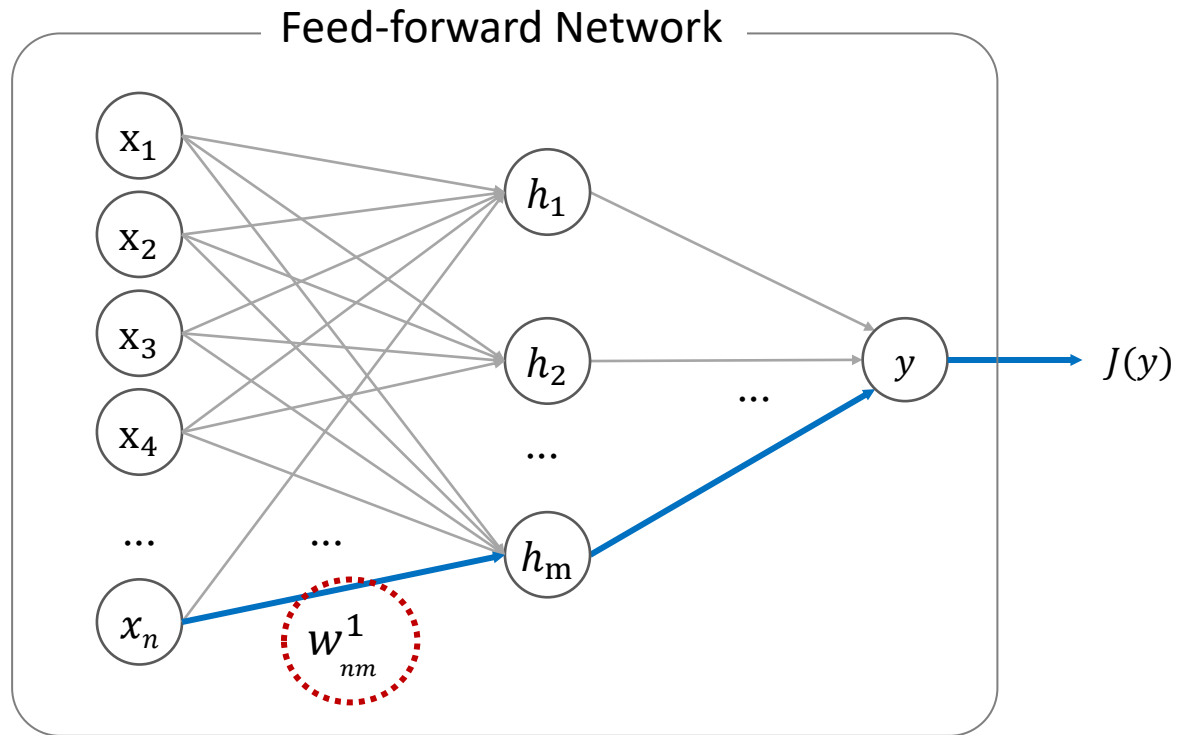 Feed-forward Network
x₁
x₂
x₃
x₄
...
xₙ
...
w¹ₙₘ
h₁
h₂
...
hₘ
...
y
J(y)